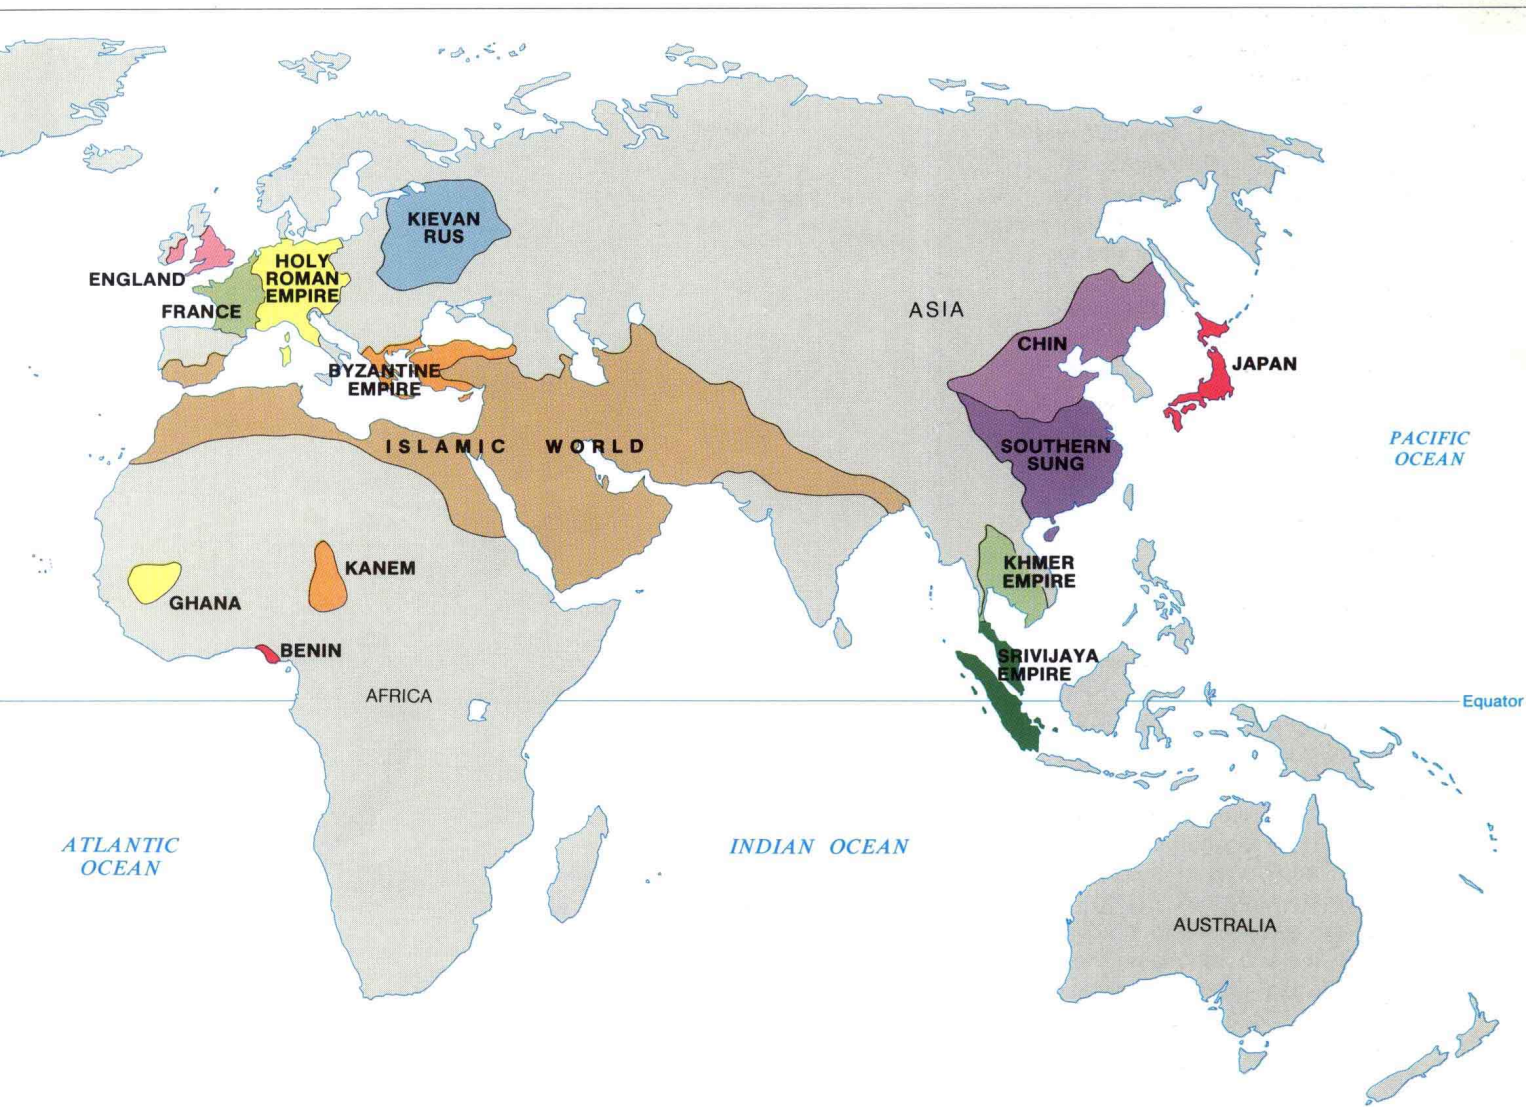 KIEVAN
RUS
HOLY
ROMAN
EMPIRE
ENGLAND
FRANCE
BYZANTINE
EMPIRE
ISLAMIC WORLD
ASIA
CHIN
JAPAN
SOUTHERN
SUNG
PACIFIC
OCEAN
KHMER
EMPIRE
KANEM
GHANA
BENIN
SRIVIJAYA
EMPIRE
AFRICA
Equator
ATLANTIC
OCEAN
INDIAN OCEAN
AUSTRALIA